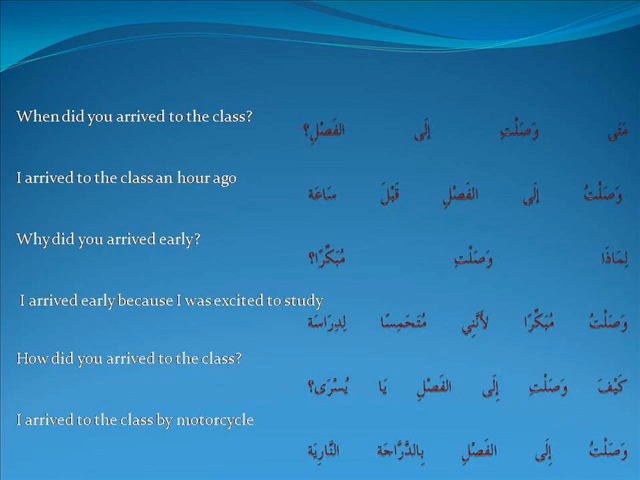 When did you arrived to the class?
مَتَى وَصَلْتِ إِلَى الفَصْلِ؟
I arrived to the class an hour ago
وَصَلْتُ إِلَى الفَصْلِ قَبْلَ سَاعَة
Why did you arrived early?
لِمَاذَا وَصَلْتِ مُبَكِّرًا؟
I arrived early because I was excited to study
وَصَلْتُ مُبَكِّرًا لأَنَّنِي مُتَحَمِسًا لِدِرَاسَة
How did you arrived to the class?
كَيْفَ وَصَلْتِ إِلَى الفَصْلِ يَا يُسْرَى؟
I arrived to the class by motorcycle
وَصَلْتُ إِلَى الفَصْلِ بِالدَّرَّاجَة النَّارِيَة